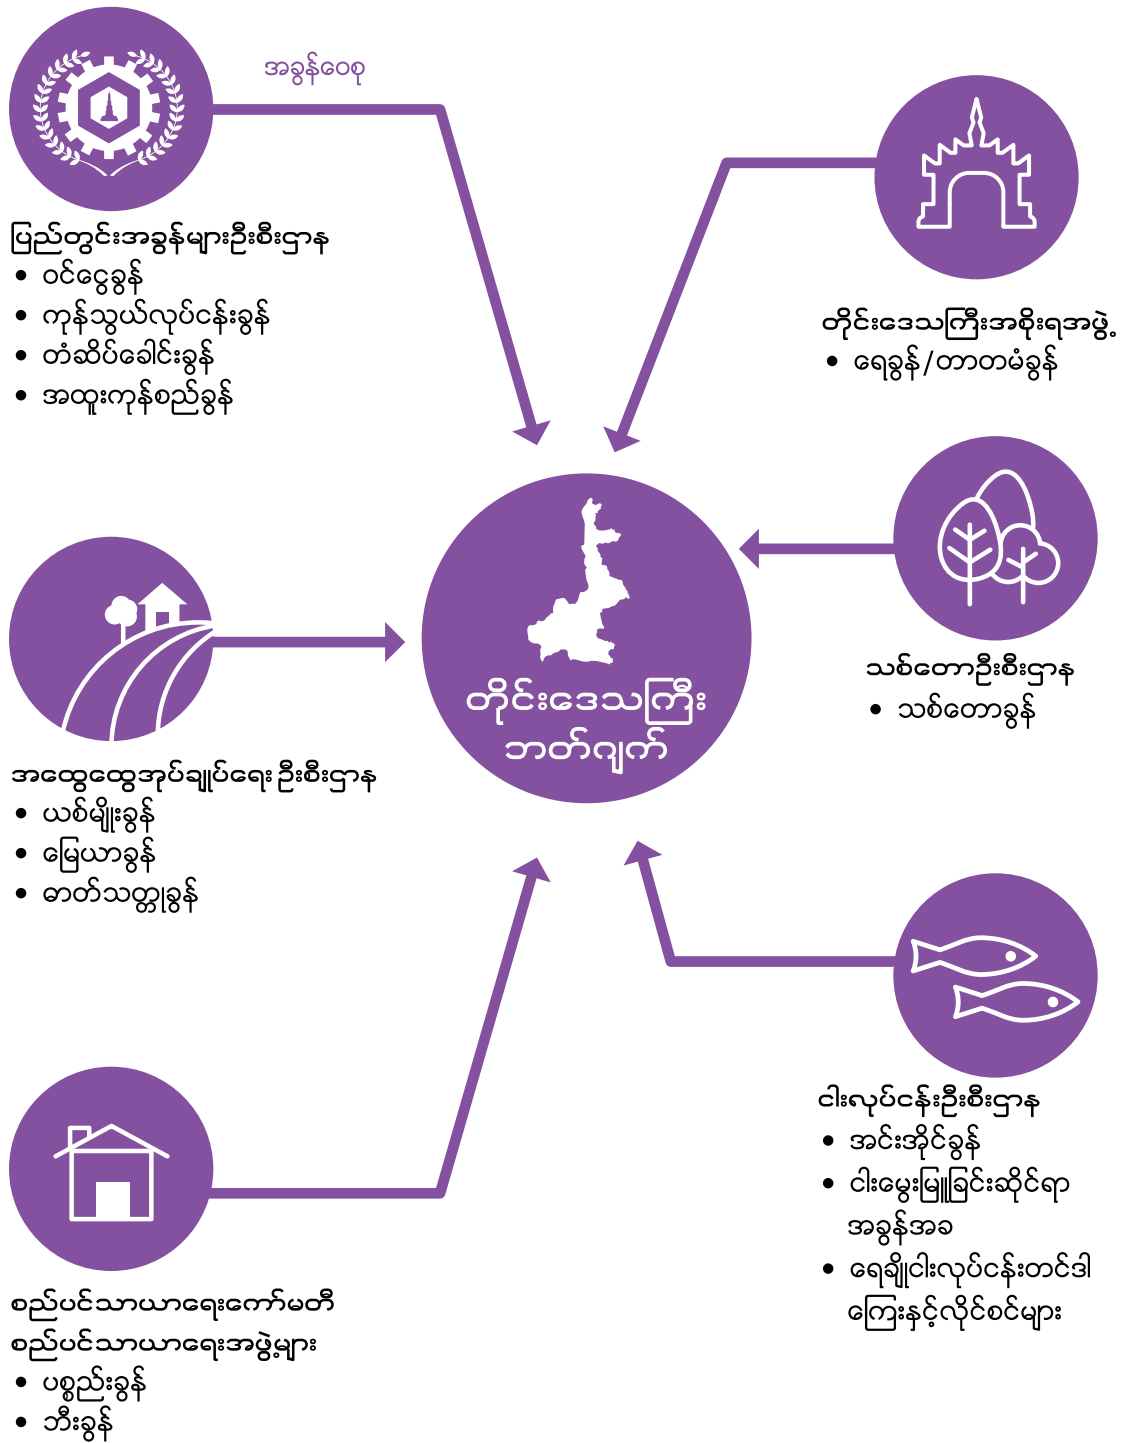 အခွန်ဝေစု
ပြည်တွင်းအခွန်များဦးစီးဌာန
• ဝင်ငွေခွန်
• ကုန်သွယ်လုပ်ငန်းခွန်
• တံဆိပ်ခေါင်းခွန်
• အထူးကုန်စည်ခွန်
တိုင်းဒေသကြီးအစိုးရအဖွဲ့
• ရေခွန်/တာတမံခွန်
သစ်တောဦးစီးဌာန
• သစ်တောခွန်
တိုင်းဒေသကြီး
ဘတ်ဂျက်
အထွေထွေအုပ်ချုပ်ရေး ဦးစီးဌာန
• ယစ်မျိုးခွန်
• မြေယာခွန်
• ဓာတ်သတ္တုခွန်
ငါးလုပ်ငန်းဦးစီးဌာန
• အင်းအိုင်ခွန်
• ငါးမွေးမြူခြင်းဆိုင်ရာ
အခွန်အခ
• ရေချိုငါးလုပ်ငန်းတင်ဒါ
ကြေးနှင့်လိုင်စင်များ
စည်ပင်သာယာရေးကော်မတီ
စည်ပင်သာယာရေးအဖွဲ့များ
• ပစ္စည်းခွန်
• ဘီးခွန်